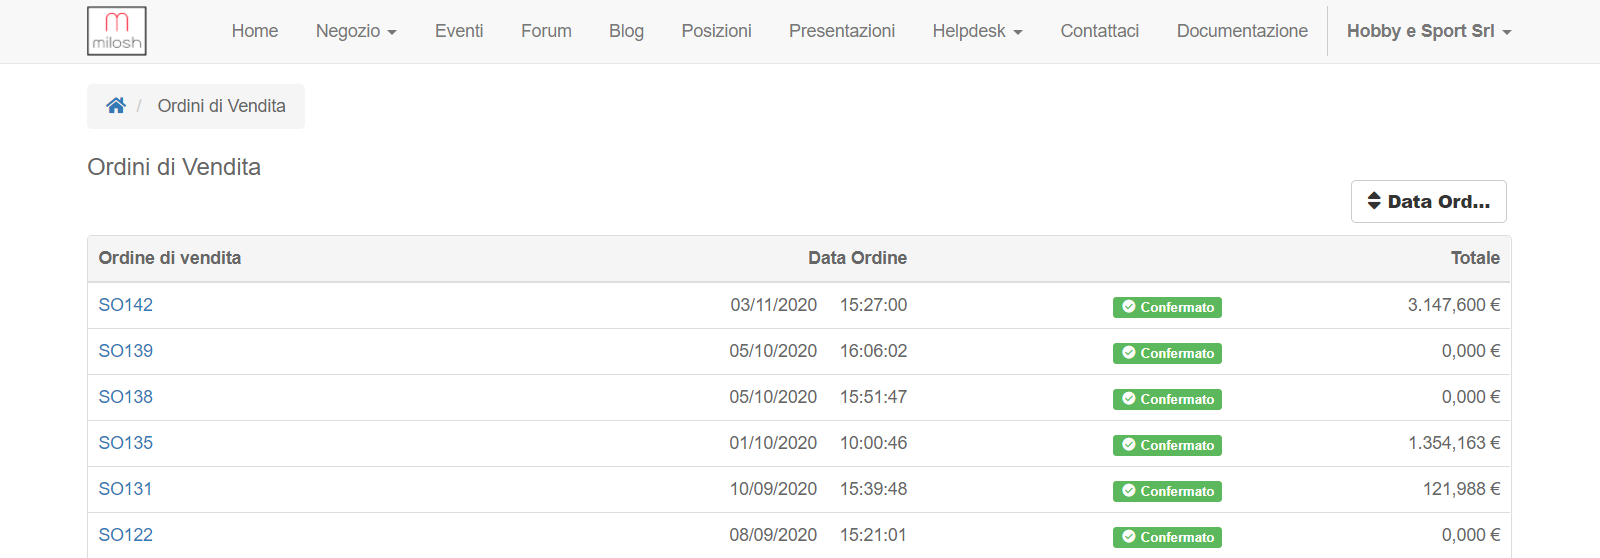 milosh
Home Negozio Eventi Forum Blog Posizioni Presentazioni Helpdesk Contattaci Documentazione Hobby e Sport Srl
/ Ordini di Vendita
Ordini di Vendita
Data Ord...
Ordine di vendita Data Ordine Totale
SO142 03/11/2020 15:27:00 Confermato 3.147,600 €
SO139 05/10/2020 16:06:02 Confermato 0,000 €
SO138 05/10/2020 15:51:47 Confermato 0,000 €
SO135 01/10/2020 10:00:46 Confermato 1.354,163 €
SO131 10/09/2020 15:39:48 Confermato 121,988 €
SO122 08/09/2020 15:21:01 Confermato 0,000 €